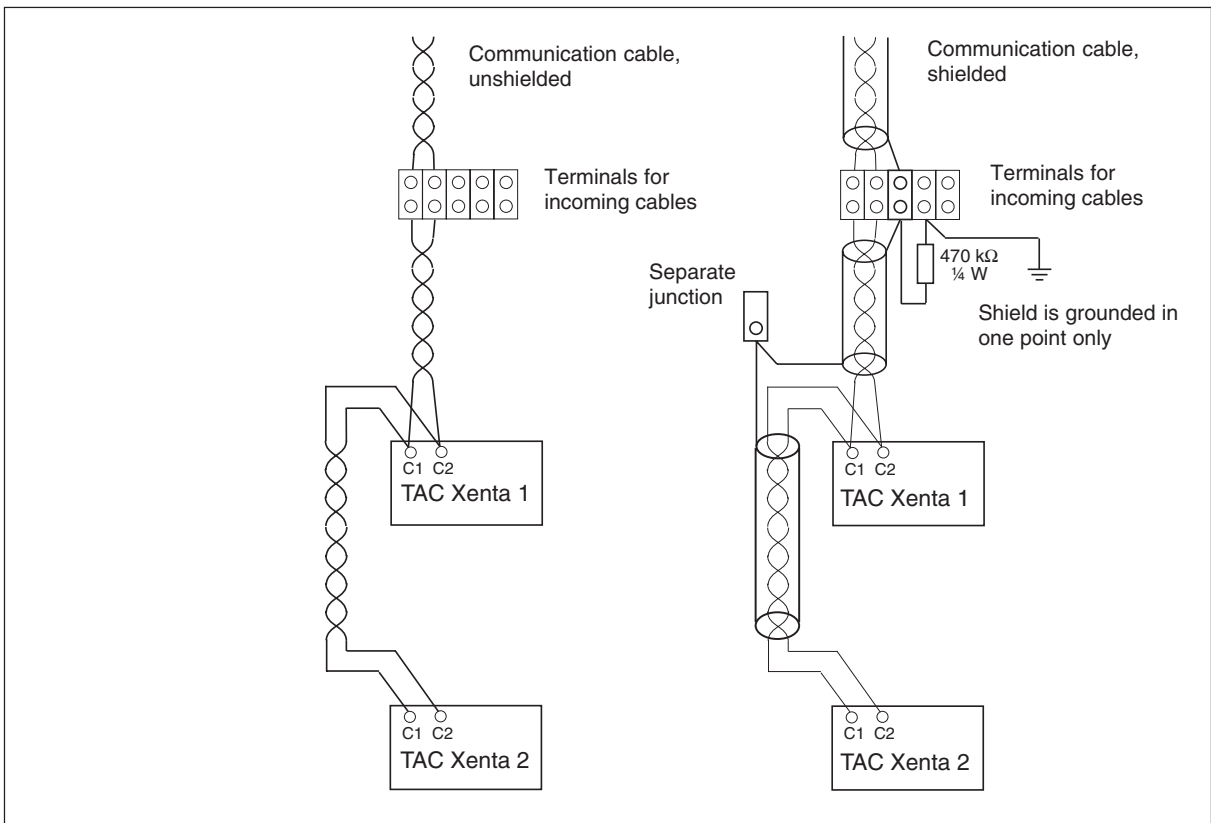 Communication cable,
unshielded
Terminals for
incoming cables
C1 C2
TAC Xenta 1
C1 C2
TAC Xenta 2
Communication cable,
shielded
Terminals for
incoming cables
470 kΩ
¼ W
Separate
junction
Shield is grounded in
one point only
C1 C2
TAC Xenta 1
C1 C2
TAC Xenta 2